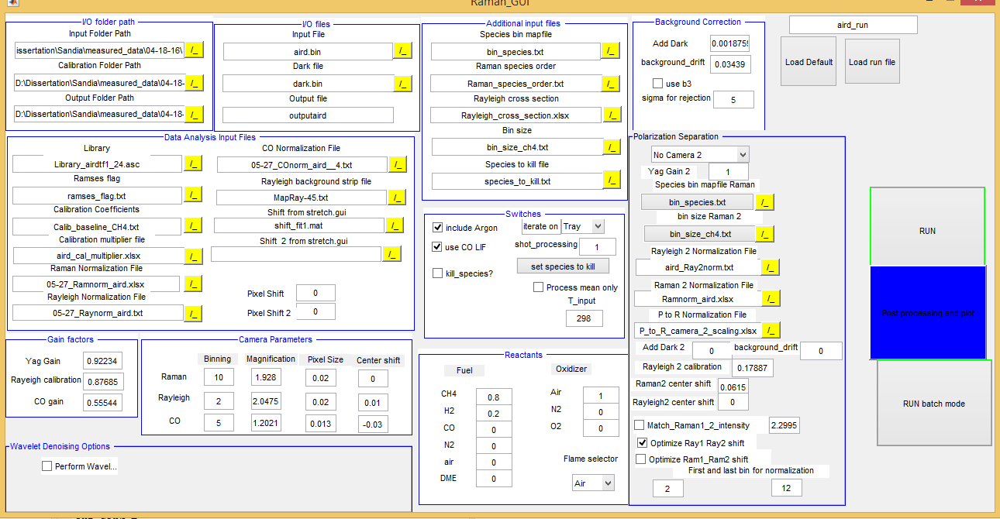 Raman_GUI
I/O folder path
Input Folder Path
issertation\Sandia\measured_data\04-18-16\
/_
Calibration Folder Path
D:\Dissertation\Sandia\measured_data\04-18-
/_
Output Folder Path
D:\Dissertation\Sandia\measured_data\04-18-
/_
I/O files
Input File
aird.bin
/_
Dark file
dark.bin
/_
Output file
outputaird
Additional input files
Species bin mapfile
bin_species.txt
/_
Raman species order
Raman_species_order.txt
/_
Rayleigh cross section
Rayleigh_cross_section.xlsx
/_
Bin size
bin_size_ch4.txt
/_
Species to kill file
species_to_kill.txt
/_
Background Correction
Add Dark
0.001875
background_drift
0.03439
use b3
sigma for rejection
5
aird_run
Load Default
Load run file
Data Analysis Input Files
Library
Library_airdtf1_24.asc
/_
Ramses flag
ramses_flag.txt
/_
Calibration Coefficients
Calib_baseline_CH4.txt
/_
Calibration multiplier file
aird_cal_multiplier.xlsx
/_
Raman Normalization File
05-27_Ramnorm_aird.xlsx
/_
Rayleigh Normalization File
05-27_Raynorm_aird.txt
/_
CO Normalization File
05-27_COnorm_aird__4.txt
/_
Rayleigh background strip file
MapRay-45.txt
/_
Shift from stretch.gui
shift_fit1.mat
/_
Shift 2 from stretch.gui
/_
Pixel Shift
0
Pixel Shift 2
0
Switches
include Argon
iterate on
Tray
use CO LIF
shot_processing
1
set species to kill
kill_species?
Process mean only
T_input
298
Polarization Separation
No Camera 2
Yag Gain 2
1
Species bin mapfile Raman
bin_species.txt
/_
bin size Raman 2
bin_size_ch4.txt
/_
Rayleigh 2 Normalization File
aird_Ray2norm.txt
/_
Raman 2 Normalization File
Ramnorm_aird.xlsx
/_
P to R Normalization File
P_to_R_camera_2_scaling.xlsx
/_
Add Dark 2
0
background_drift
0
Rayleigh 2 calibration
0.17887
Raman2 center shift
0.0615
Rayleigh2 center shift
0
Match_Raman1_2_intensity
2.2995
Optimize Ray1 Ray2 shift
Optimize Ram1_Ram2 shift
First and last bin for normalization
2
12
RUN
Post processing and plot
RUN batch mode
Gain factors
Yag Gain
0.92234
Rayeigh calibration
0.87685
CO gain
0.55544
Camera Parameters
Binning
Magnification
Pixel Size
Center shift
Raman
10
1.928
0.02
0
Rayleigh
2
2.0475
0.02
0.01
CO
5
1.2021
0.013
-0.03
Reactants
Fuel
CH4
0.8
H2
0.2
CO
0
N2
0
air
0
DME
0
Oxidizer
Air
1
N2
0
O2
0
Flame selector
Air
Wavelet Denoising Options
Perform Wavel...